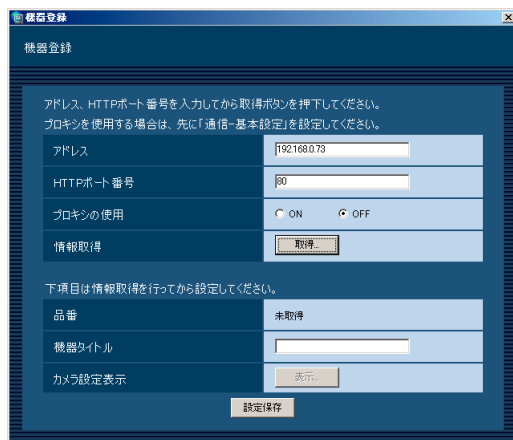 機器登録
機器登録
アドレス、HTTPポート番号を入力してから取得ボタンを押下してください。
プロキシを使用する場合は、先に「通信-基本設定」を設定してください。
アドレス 192.168.0.73
HTTPポート番号 80
プロキシの使用 ON OFF
情報取得 取得...
下項目は情報取得を行ってから設定してください。
品番 未取得
機器タイトル
カメラ設定表示 表示...
設定保存